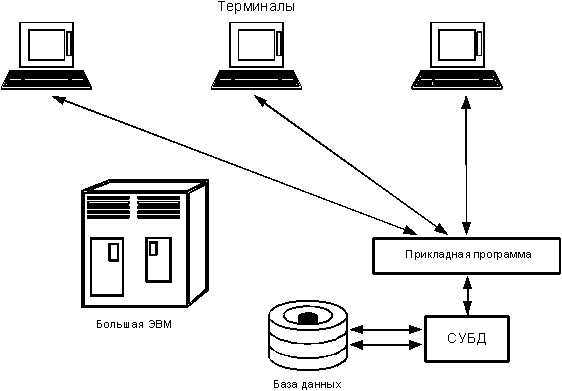 Терминалы
Прикладная программа
Большая ЭВМ
СУБД
База данных